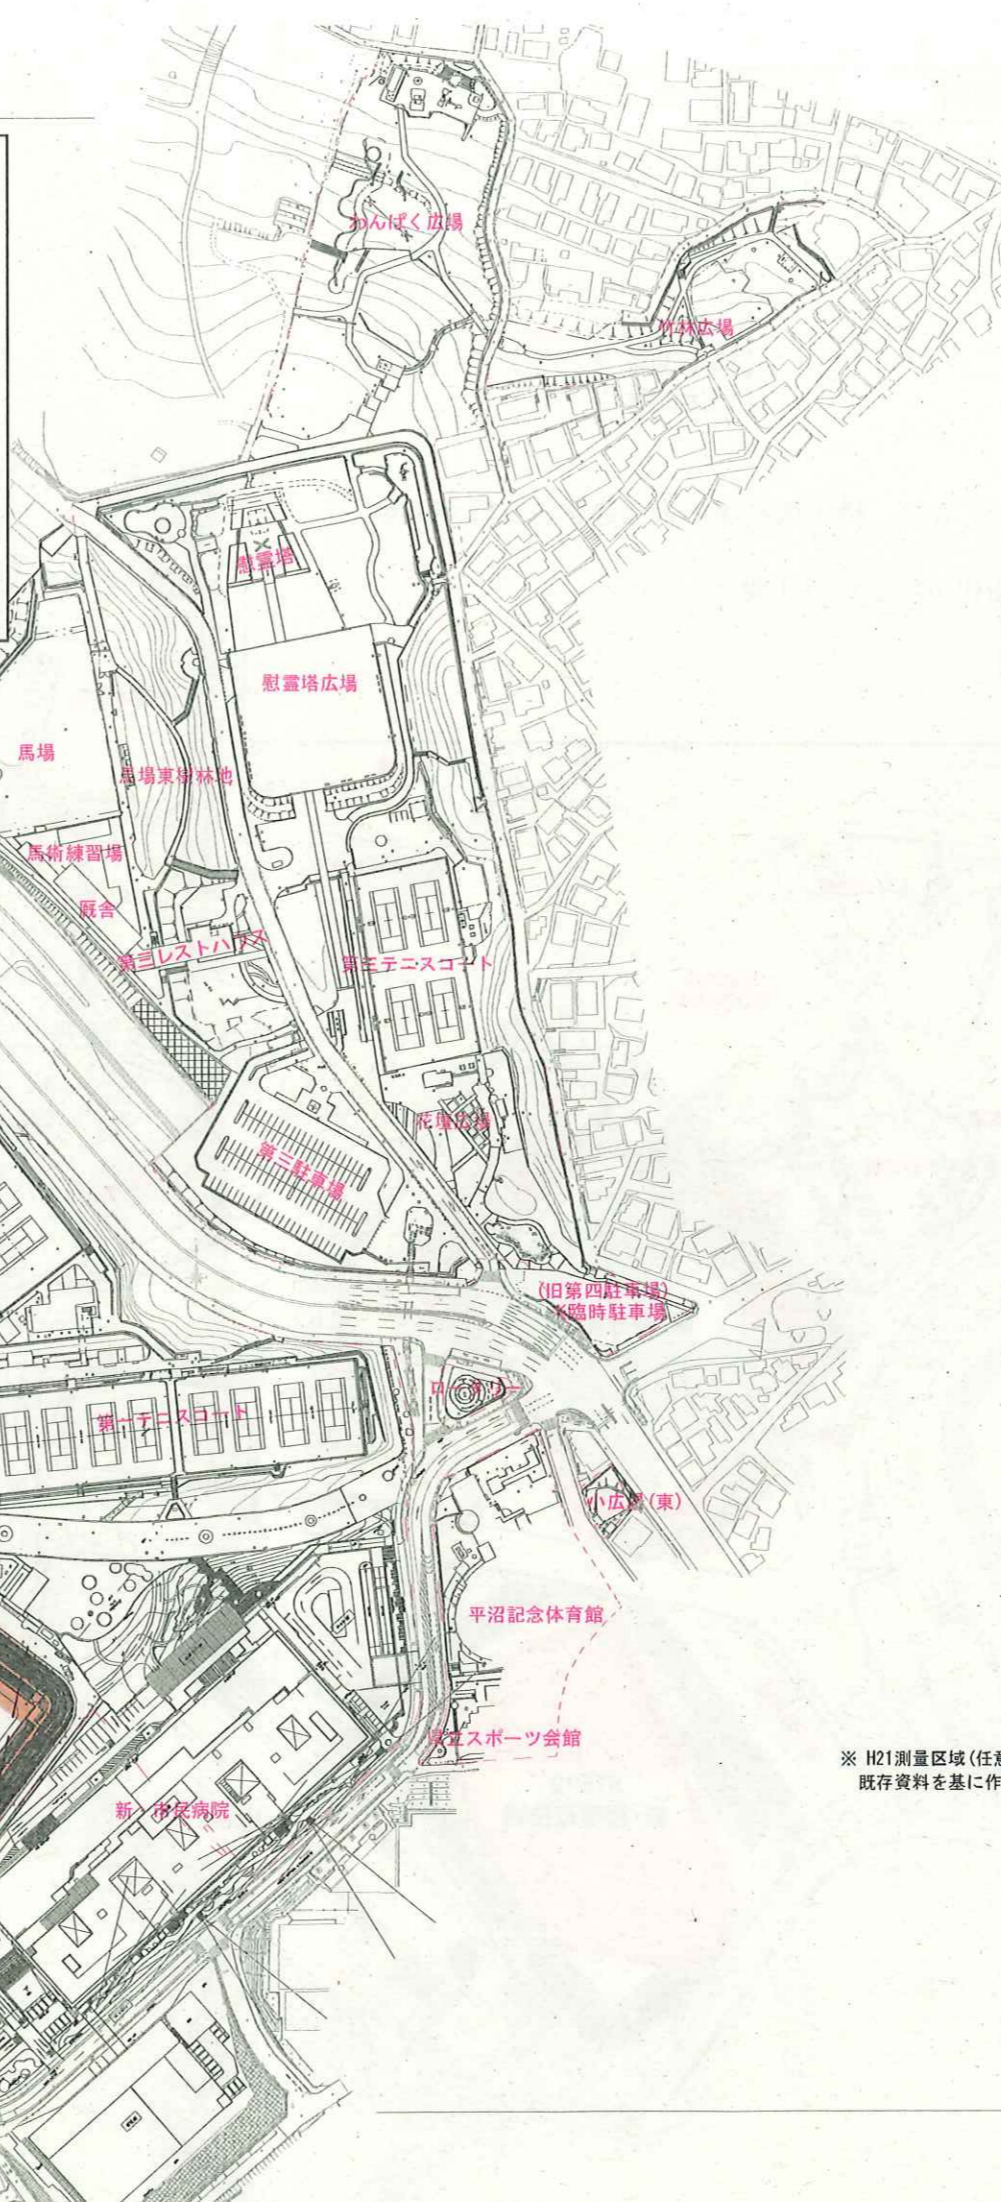 わんぱく広場
竹林広場
慰霊塔
慰霊塔広場
馬場
馬場東樹林地
馬術練習場
厩舎
第三レストハウス
第三テニスコート
花壇広場
第三駐車場
(旧第四駐車場)
※臨時駐車場
ロータリー
第一テニスコート
小広場(東)
平沼記念体育館
県立スポーツ会館
※ H21測量区域(任意
既存資料を基に作
新・市民病院